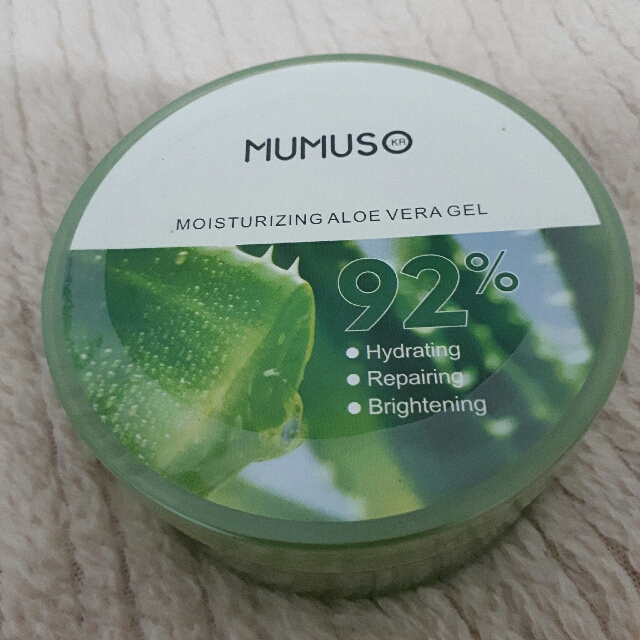 MUMUSO KR
MOISTURIZING ALOE VERA GEL
92%
● Hydrating
● Repairing
● Brightening